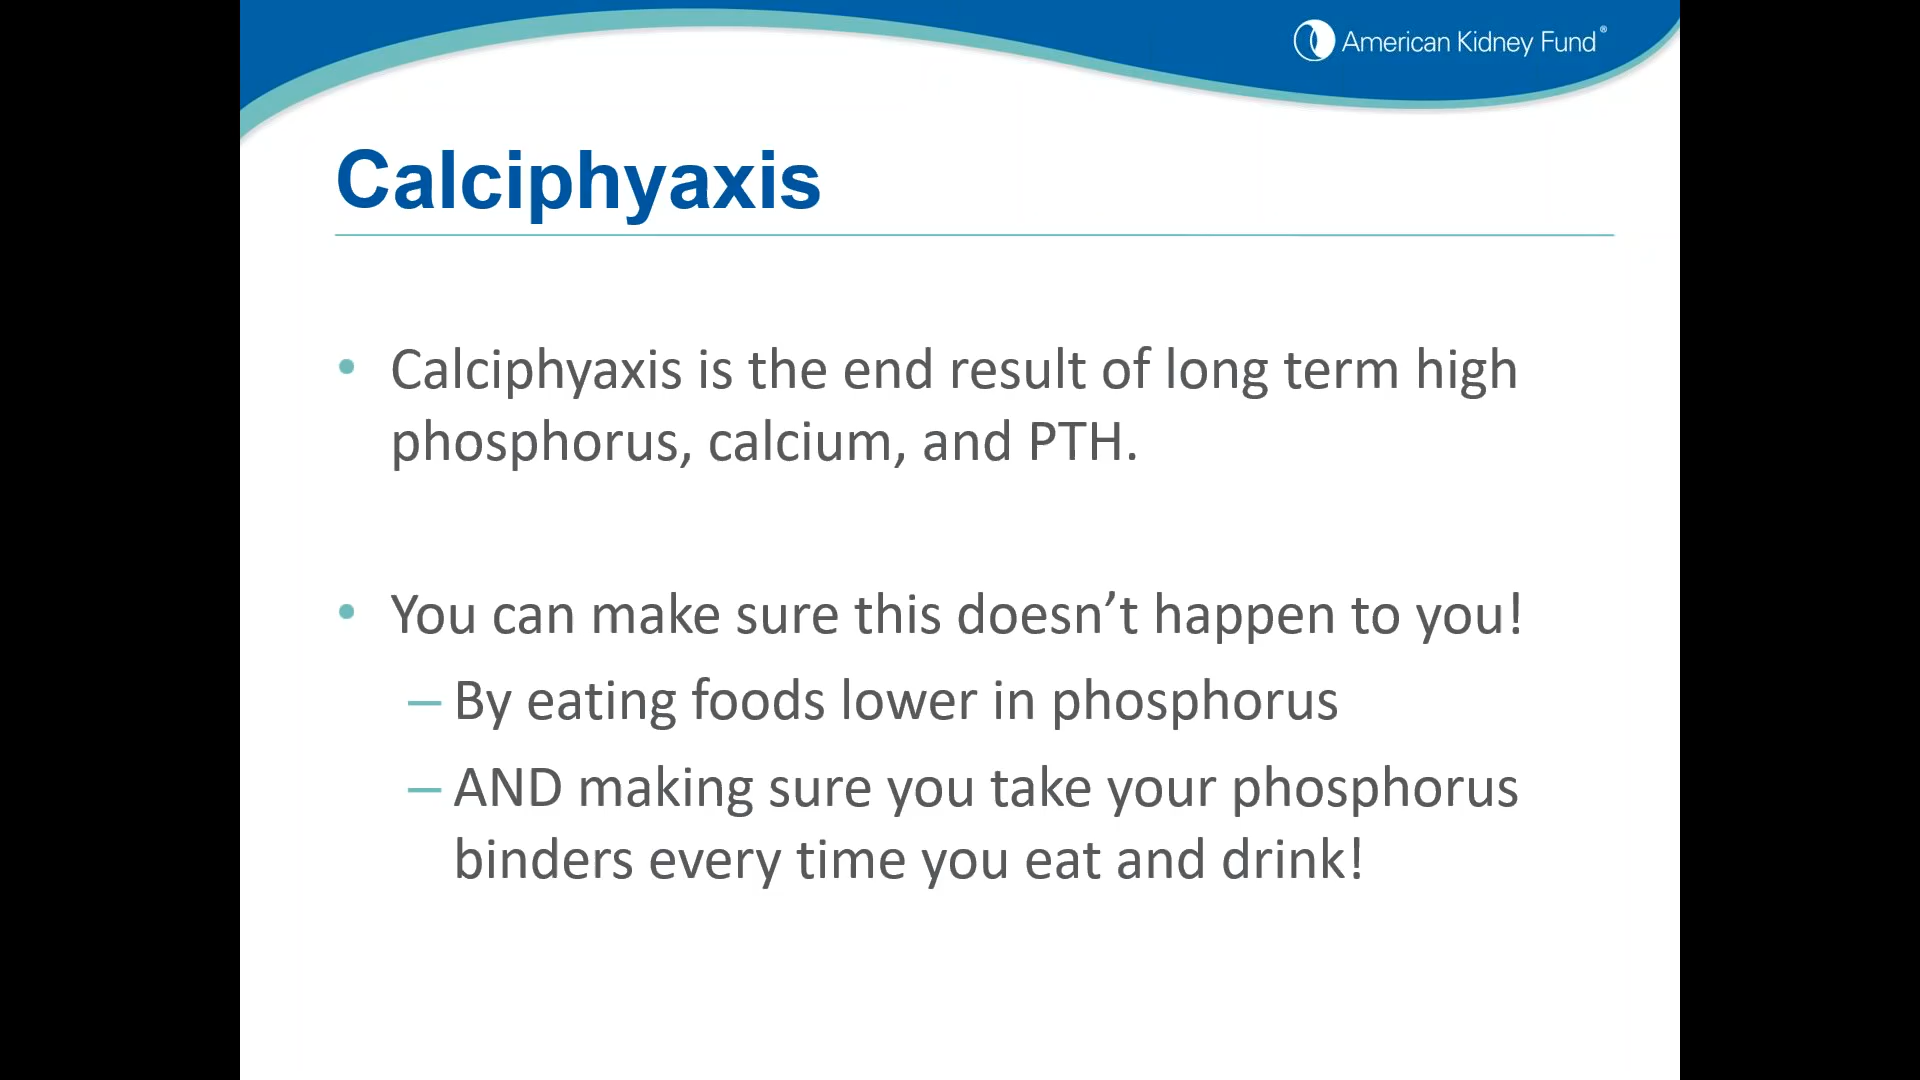 American Kidney Fund®
Calciphyaxis
• Calciphyaxis is the end result of long term high
phosphorus, calcium, and PTH.
• You can make sure this doesn’t happen to you!
– By eating foods lower in phosphorus
– AND making sure you take your phosphorus
binders every time you eat and drink!